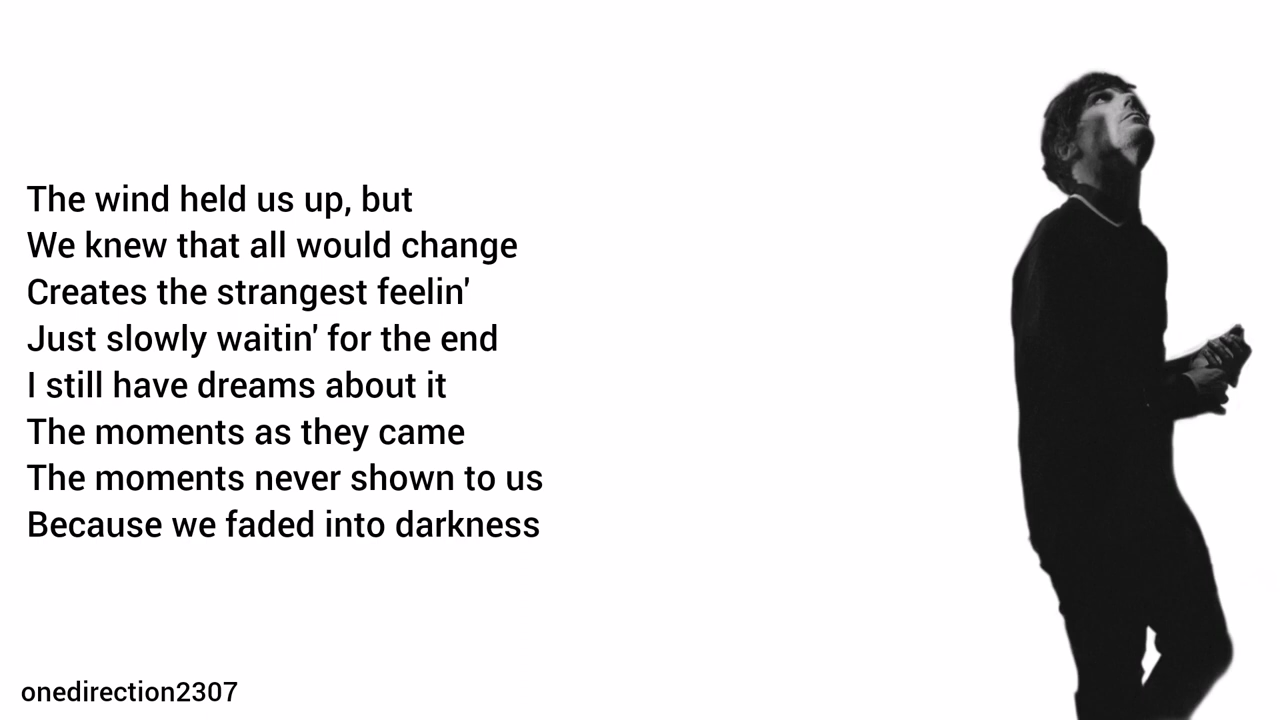 The wind held us up, but
We knew that all would change
Creates the strangest feelin'
Just slowly waitin' for the end
I still have dreams about it
The moments as they came
The moments never shown to us
Because we faded into darkness
onedirection2307